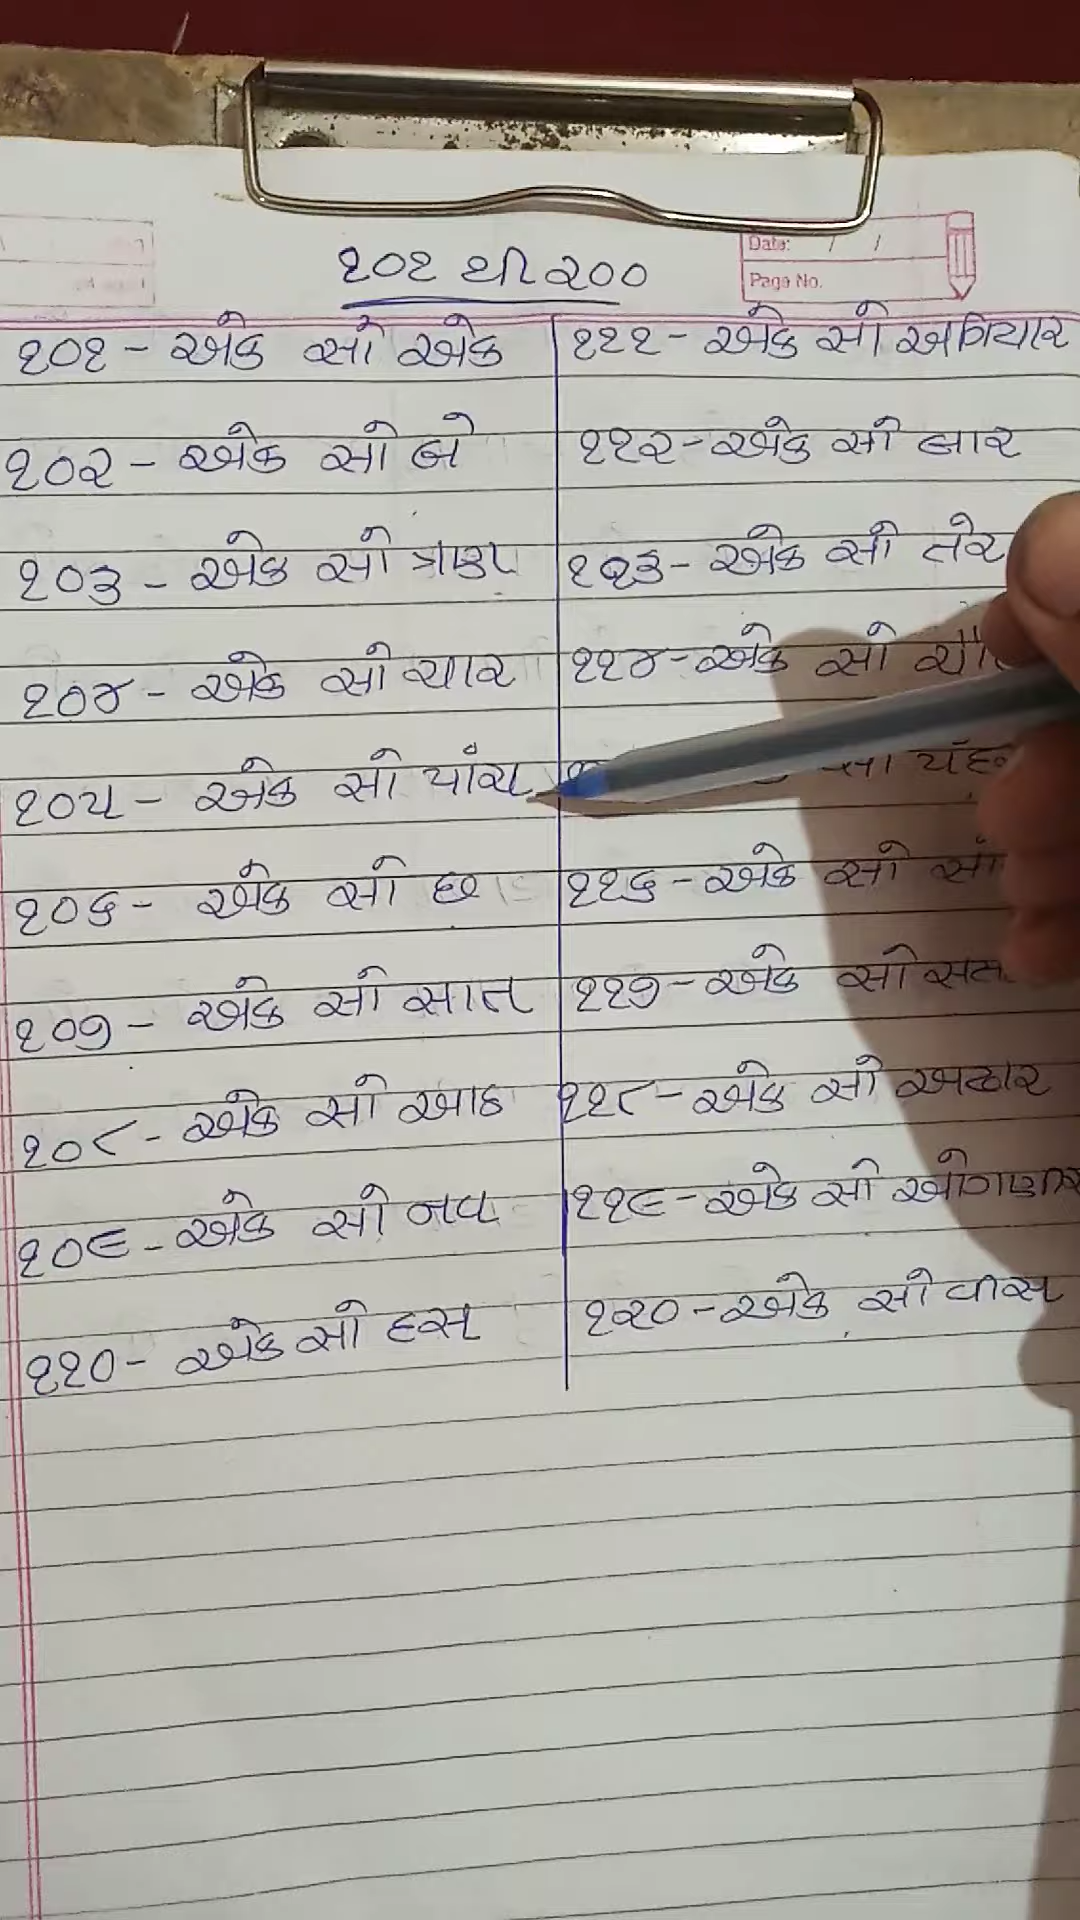 Date: / /
Page No.
૧૦૧ થી ૨૦૦
૧૦૧ - એક સો એક
૧૦૨ - એક સો બે
૧૦૩ - એક સો ત્રણ
૧૦૪ - એક સો ચાર
૧૦૫ - એક સો પાંચ
૧૦૬ - એક સો છ
૧૦૭ - એક સો સાત
૧૦૮ - એક સો આઠ
૧૦૯ - એક સો નવ
૧૧૦ - એક સો દસ
૧૧૧ - એક સો અગિયાર
૧૧૨ - એક સો બાર
૧૧૩ - એક સો તેર
૧૧૪ - એક સો
૧૧૬ - એક સો
૧૧૭ - એક સો
૧૧૮ - એક સો અઢાર
૧૧૯ - એક સો
૧૨૦ - એક સો વીસ